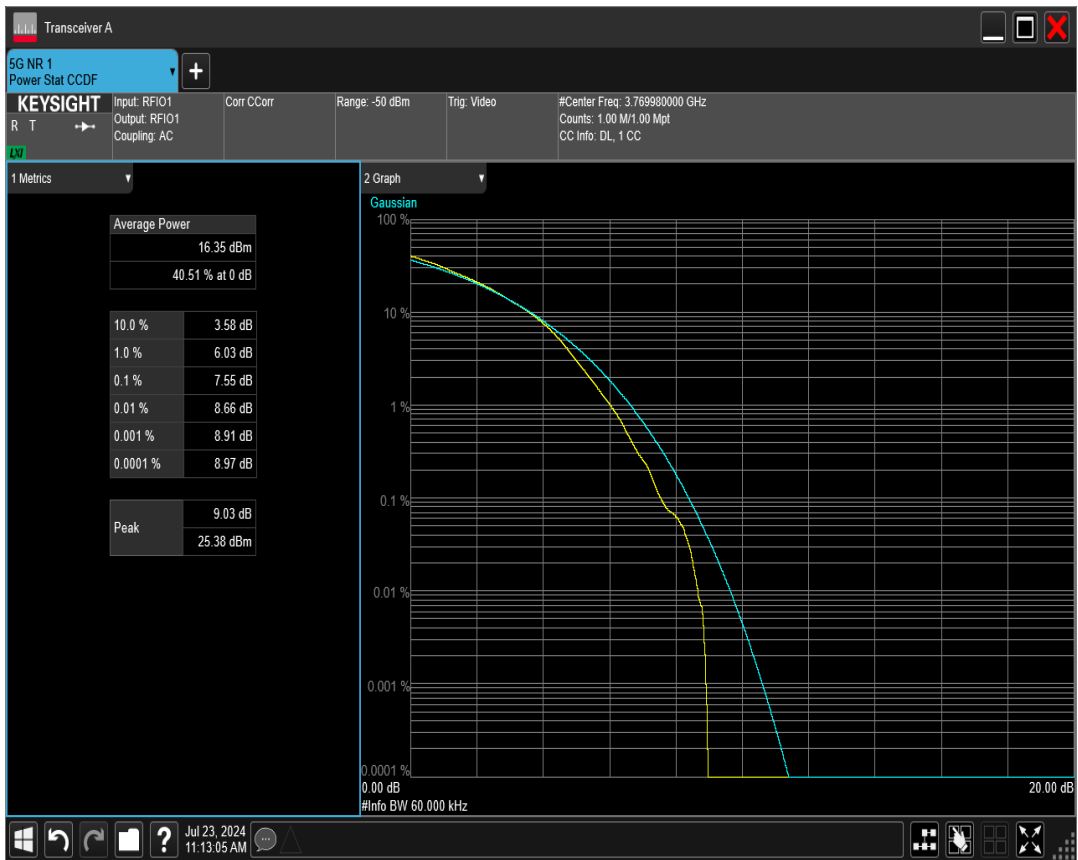 Transceiver A
5G NR 1
Power Stat CCDF
+
KEYSIGHT
R T
LXI
Input: RFIO1
Output: RFIO1
Coupling: AC
Corr CCorr
Range: -50 dBm
Trig: Video
#Center Freq: 3.769980000 GHz
Counts: 1.00 M/1.00 Mpt
CC Info: DL, 1 CC
1 Metrics
Average Power
16.35 dBm
40.51 % at 0 dB
10.0 % 3.58 dB
1.0 % 6.03 dB
0.1 % 7.55 dB
0.01 % 8.66 dB
0.001 % 8.91 dB
0.0001 % 8.97 dB
Peak
9.03 dB
25.38 dBm
2 Graph
Gaussian
100 %
10 %
1 %
0.1 %
0.01 %
0.001 %
0.0001 %
0.00 dB 20.00 dB
#Info BW 60.000 kHz
?
Jul 23, 2024
11:13:05 AM